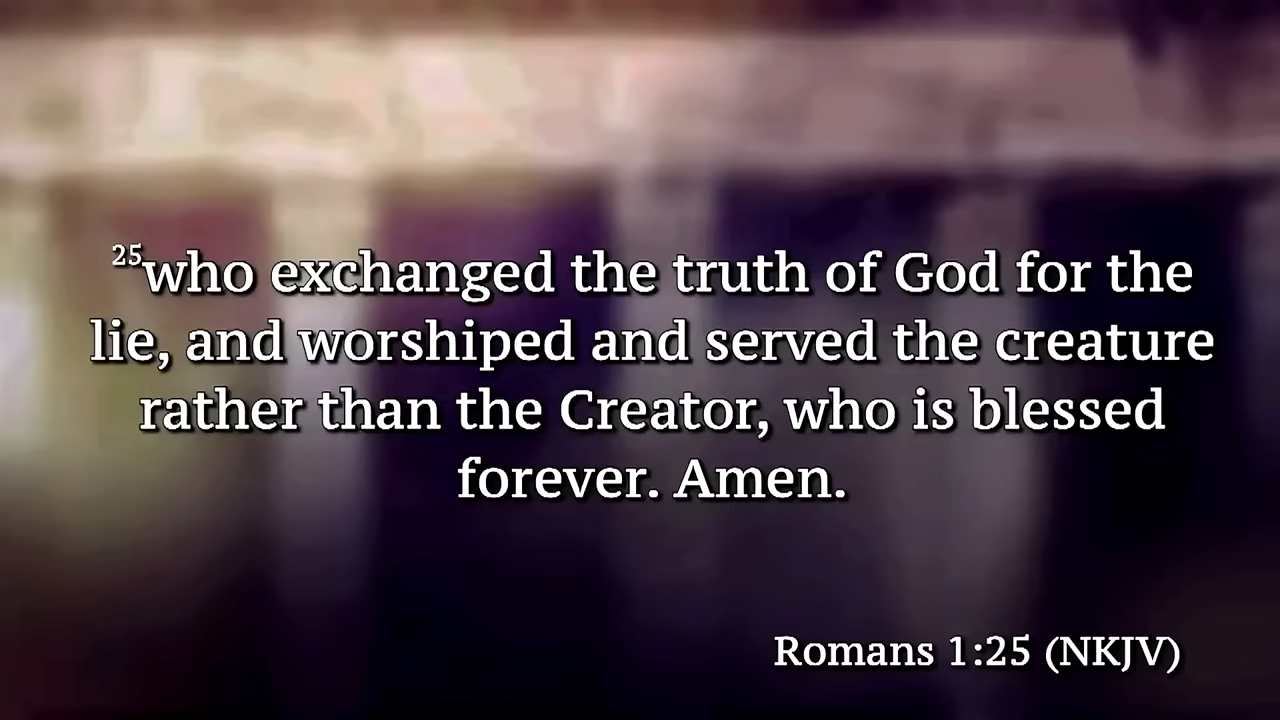 25who exchanged the truth of God for the
lie, and worshiped and served the creature
rather than the Creator, who is blessed
forever. Amen.
Romans 1:25 (NKJV)